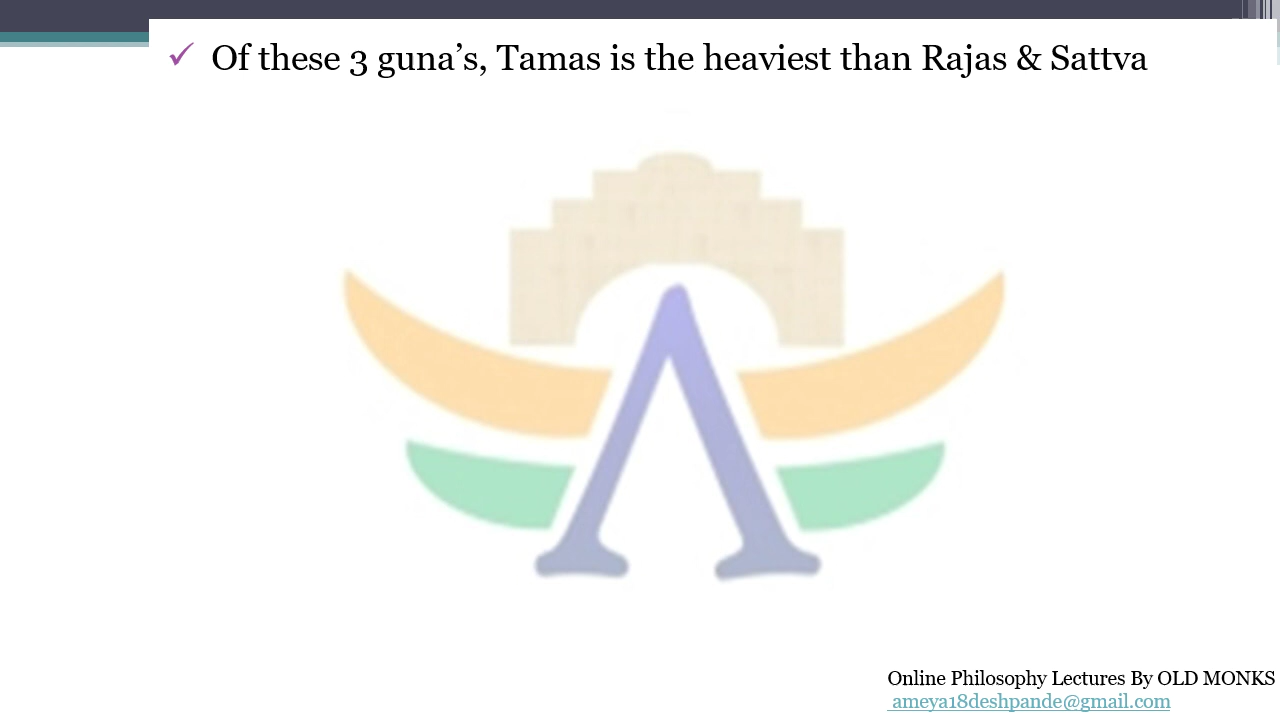 ✓ Of these 3 guna’s, Tamas is the heaviest than Rajas & Sattva
Online Philosophy Lectures By OLD MONKS
ameya18deshpande@gmail.com